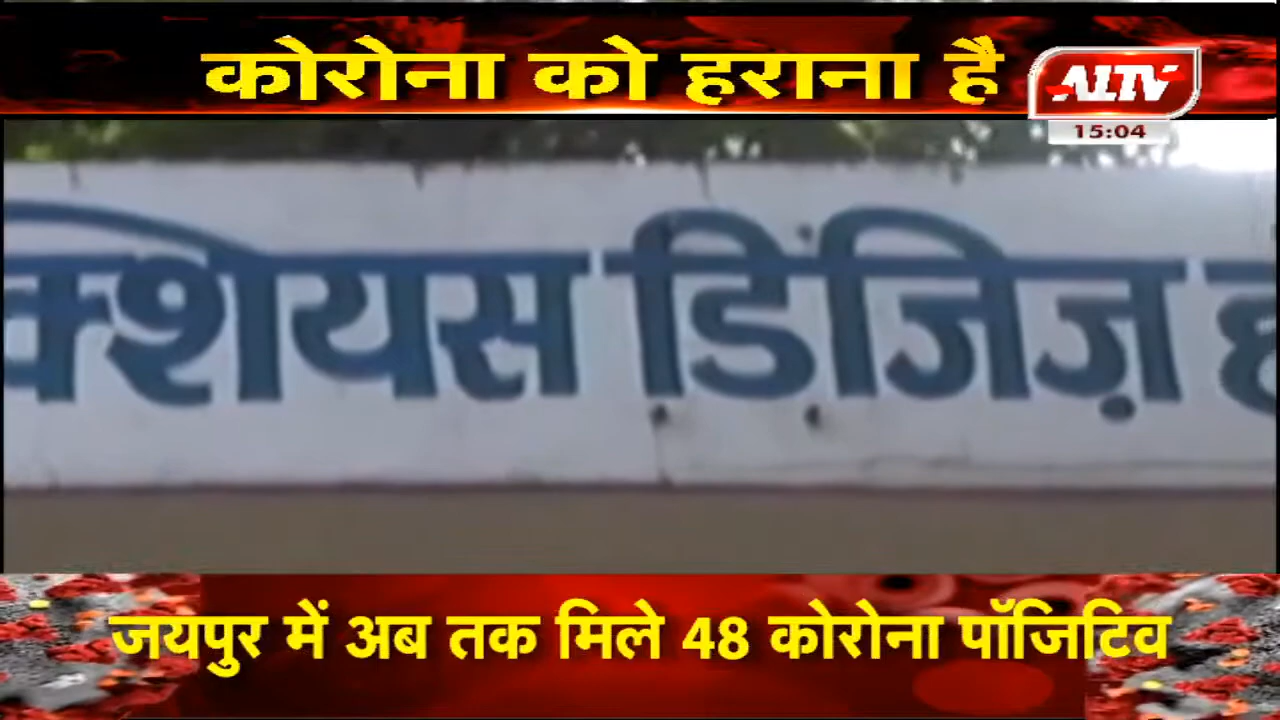 कोरोना को हराना है
ALTV
15:04
क्शियस डिंजिज़
जयपुर में अब तक मिले 48 कोरोना पॉजिटिव